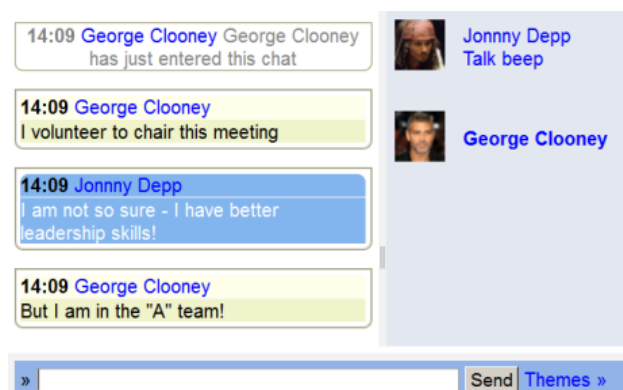 14:09 George Clooney George Clooney
has just entered this chat
14:09 George Clooney
I volunteer to chair this meeting
14:09 Jonnny Depp
I am not so sure - I have better
leadership skills!
14:09 George Clooney
But I am in the "A" team!
Jonnny Depp
Talk beep
George Clooney
» Send Themes »